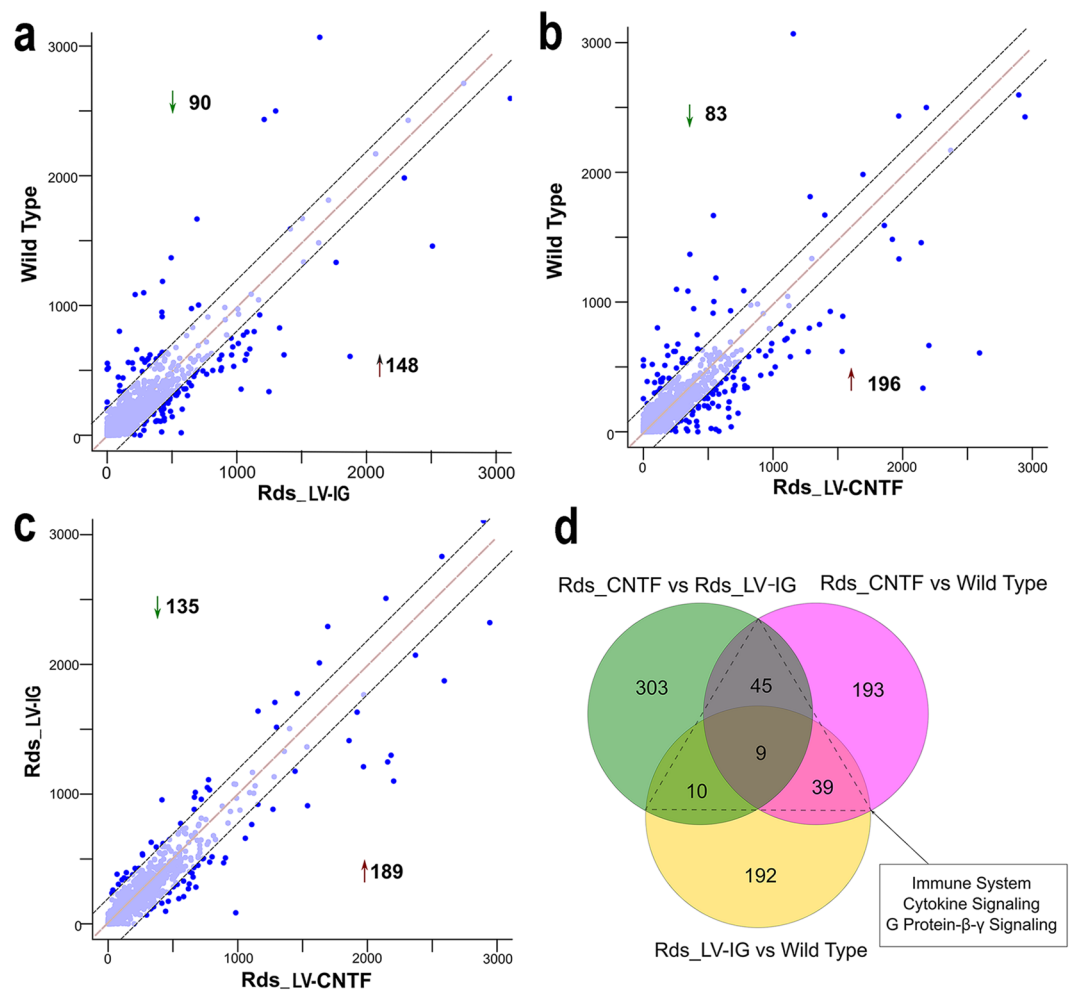 a
3000
2000
1000
0
Wild Type
90
148
0
1000
2000
3000
Rds_LV-IG
b
3000
2000
1000
0
Wild Type
83
196
0
1000
2000
3000
Rds_LV-CNTF
c
3000
2000
1000
0
Rds_LV-IG
135
189
0
1000
2000
3000
Rds_LV-CNTF
d
Rds_CNTF vs Rds_LV-IG
Rds_CNTF vs Wild Type
303
45
193
9
10
39
192
Immune System
Cytokine Signaling
G Protein-β-γ Signaling
Rds_LV-IG vs Wild Type